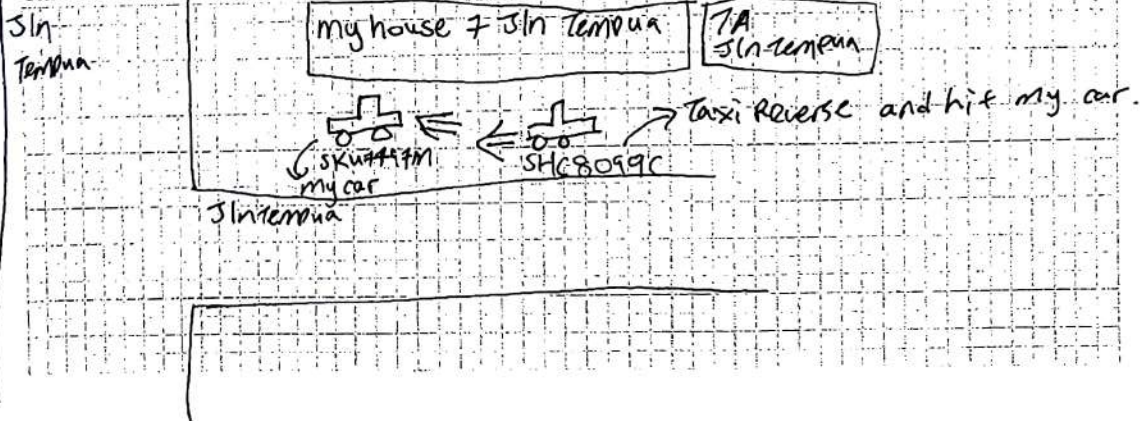 Jln
Tempua
my house 7 Jln Tempua
7A
Jln Tempua
Taxi Reverse and hit my car.
SKU7497M
SHC8099C
my car
Jln Tempua